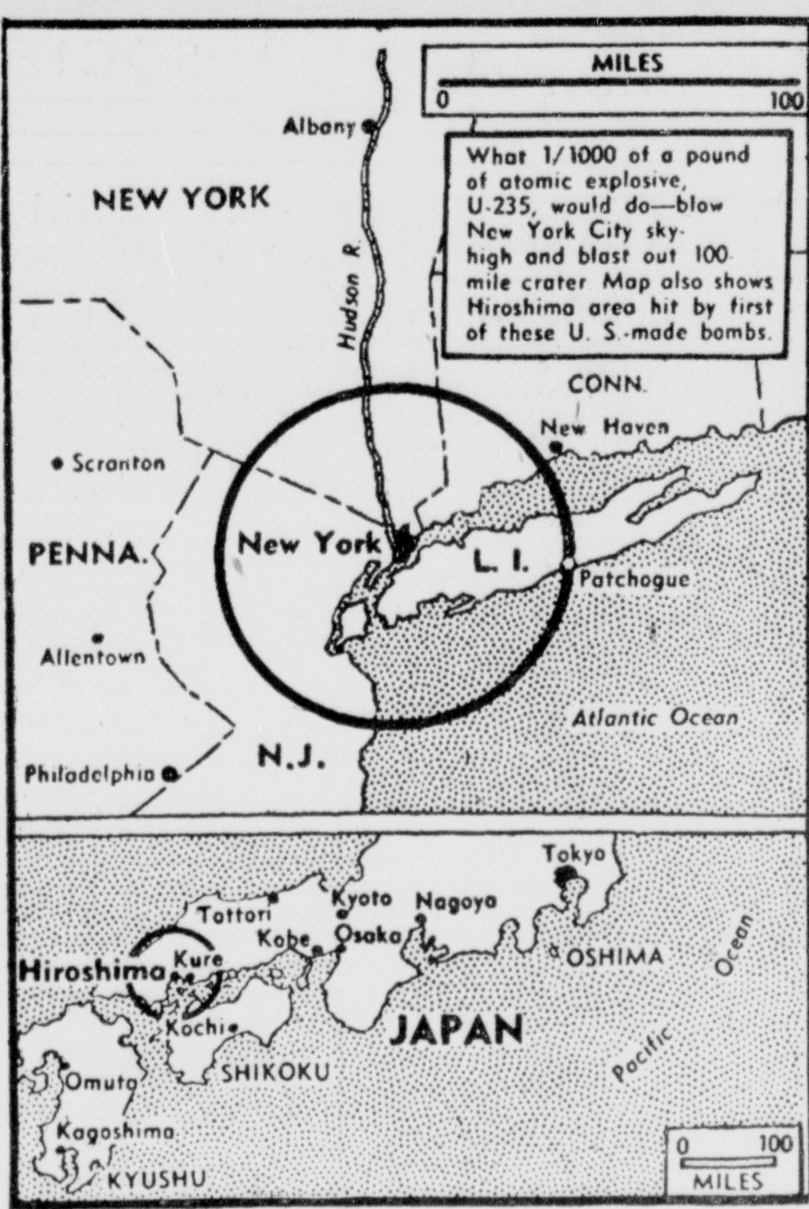 MILES
0 100
Albany
What 1/1000 of a pound
of atomic explosive,
U-235, would do—blow
New York City sky-
high and blast out 100-
mile crater. Map also shows
Hiroshima area hit by first
of these U. S.-made bombs.
NEW YORK
Hudson R.
CONN.
New Haven
Scranton
New York
PENNA.
L. I.
Patchogue
Allentown
Atlantic Ocean
N.J.
Philadelphia
Tokyo
Kyoto
Tottori
Nagoya
Kobe
Osaka
Hiroshima
Kure
OSHIMA
Pacific Ocean
Kochi
JAPAN
SHIKOKU
Omuta
Kagoshima
KYUSHU
0 100
MILES